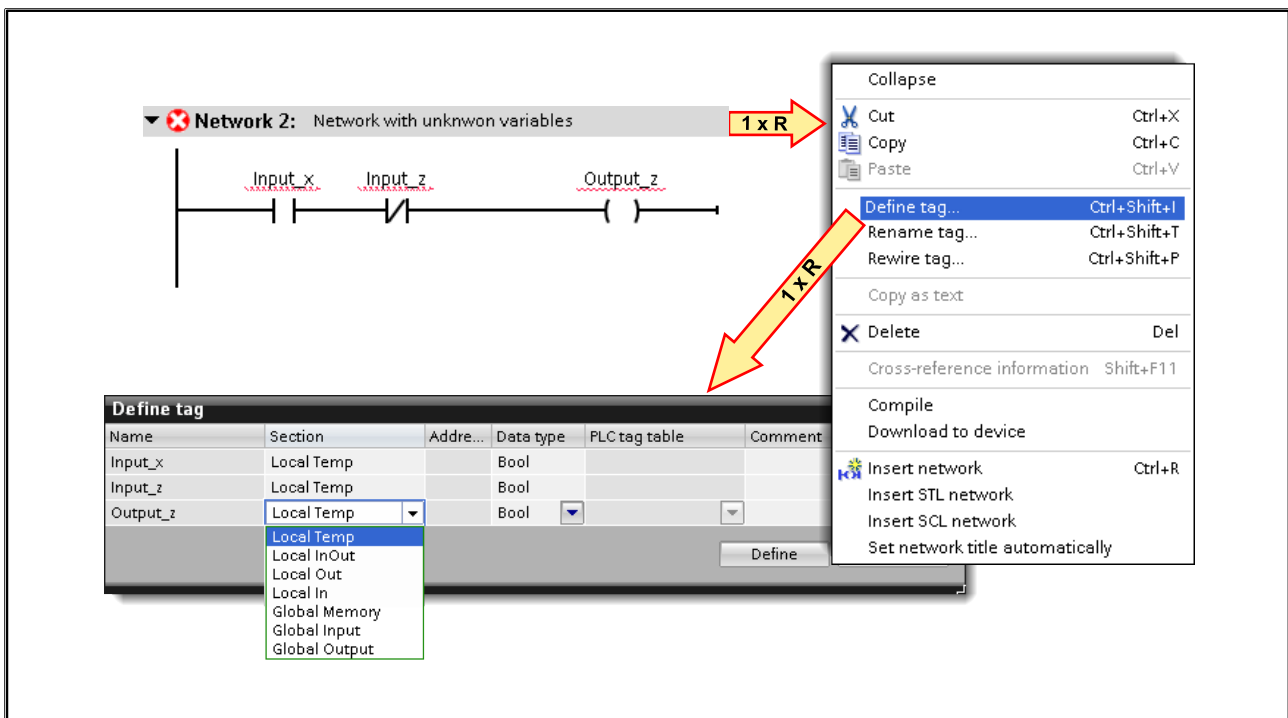 Network 2: Network with unknwon variables
1 x R
Input_x Input_z Output_z
Collapse
Cut Ctrl+X
Copy Ctrl+C
Paste Ctrl+V
Define tag... Ctrl+Shift+I
Rename tag... Ctrl+Shift+T
Rewire tag... Ctrl+Shift+P
Copy as text
Delete Del
Cross-reference information Shift+F11
Compile
Download to device
Insert network Ctrl+R
Insert STL network
Insert SCL network
Set network title automatically
1 x R
Define tag
Name Section Addre... Data type PLC tag table Comment
Input_x Local Temp Bool
Input_z Local Temp Bool
Output_z Local Temp Bool
Local Temp
Local InOut
Local Out
Local In
Global Memory
Global Input
Global Output
Define